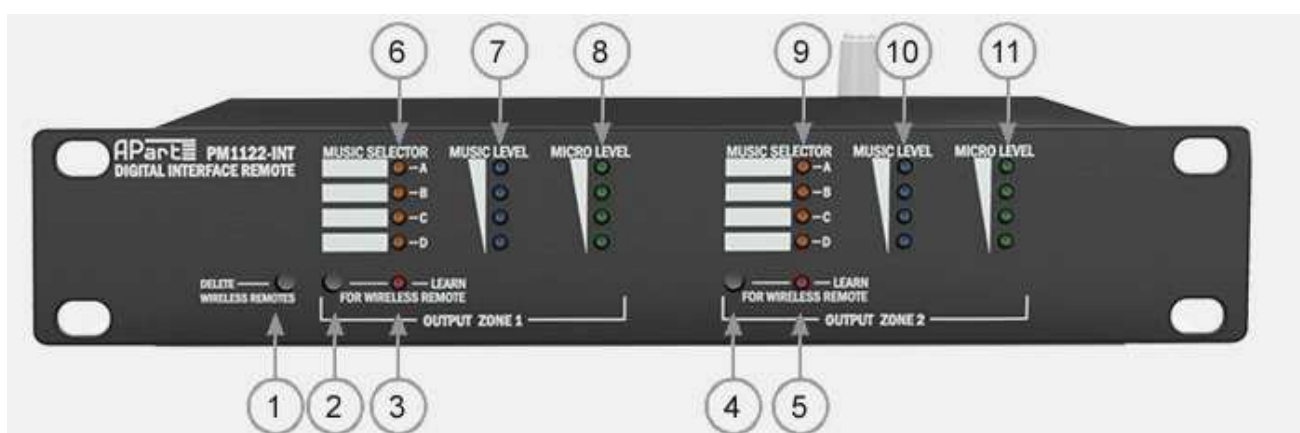 6 7 8 9 10 11
APart PM1122-INT
DIGITAL INTERFACE REMOTE
MUSIC SELECTOR MUSIC LEVEL MICRO LEVEL MUSIC SELECTOR MUSIC LEVEL MICRO LEVEL
A A
B B
C C
D D
DELETE LEARN LEARN
WIRELESS REMOTES FOR WIRELESS REMOTE FOR WIRELESS REMOTE
OUTPUT ZONE 1 OUTPUT ZONE 2
1 2 3 4 5